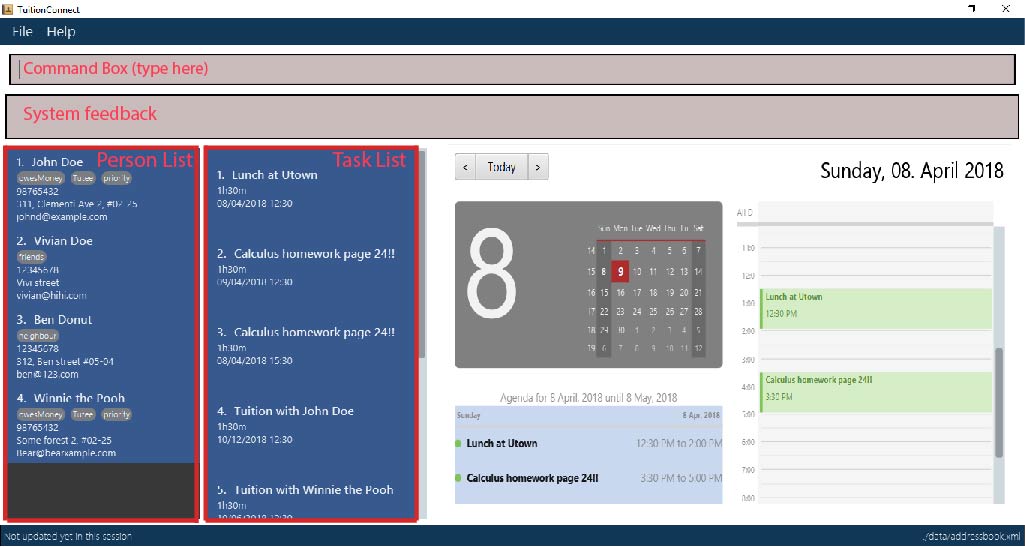 TuitionConnect
File Help
Command Box (type here)
System feedback
Person List
1. John Doe
owesMoney Tutee priority
98765432
311, Clementi Ave 2, #02-25
johnd@example.com
2. Vivian Doe
friends
12345678
Vivi street
vivian@hihi.com
3. Ben Donut
neighbour
12345678
312, Ben street #05-04
ben@123.com
4. Winnie the Pooh
owesMoney Tutee priority
98765432
Some forest 2, #02-25
Bear@bearxample.com
Task List
1. Lunch at Utown
1h30m
08/04/2018 12:30
2. Calculus homework page 24!!
1h30m
09/04/2018 12:30
3. Calculus homework page 24!!
1h30m
08/04/2018 15:30
4. Tuition with John Doe
1h30m
10/12/2018 12:30
5. Tuition with Winnie the Pooh
1h30m
< Today >
Sunday, 08. April 2018
8
Sun Mon Tue Wed Thu Fri Sat
14 1 2 3 4 5 6 7
15 8 9 10 11 12 13 14
16 15 16 17 18 19 20 21
17 22 23 24 25 26 27 28
18 29 30 1 2 3 4 5
19 6 7 8 9 10 11 12
Agenda for 8 April, 2018 until 8 May, 2018
Sunday 8 Apr, 2018
Lunch at Utown 12:30 PM to 2:00 PM
Calculus homework page 24!! 3:30 PM to 5:00 PM
1:00
Lunch at Utown
12:30 PM
2:00
3:00
4:00
Calculus homework page 24!!
3:30 PM
5:00
6:00
7:00
8:00
Not updated yet in this session
./data/addressbook.xml